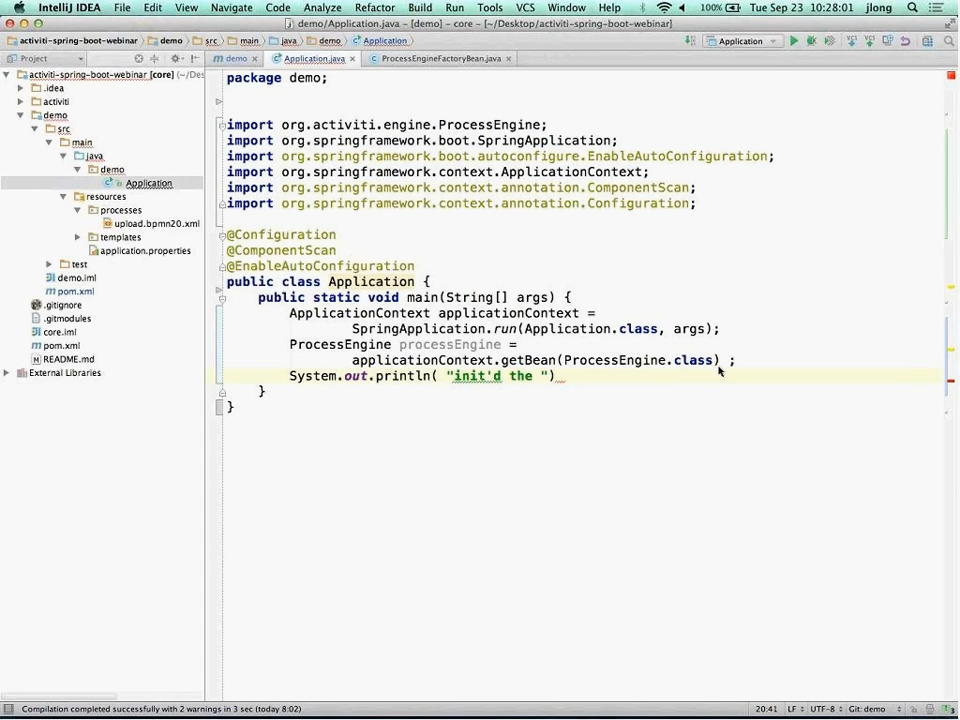 IntelliJ IDEA File Edit View Navigate Code Analyze Refactor Build Run Tools VCS Window Help 100% Tue Sep 23 10:28:01 jlong
demo/Application.java - [demo] - core - [~/Desktop/activiti-spring-boot-webinar]
activiti-spring-boot-webinar demo src main java demo Application Application
Project demo Application.java ProcessEngineFactoryBean.java
activiti-spring-boot-webinar [core] (~/Des
.idea
activiti
demo
src
main
java
demo
Application
resources
processes
upload.bpmn20.xml
templates
application.properties
test
demo.iml
pom.xml
.gitignore
.gitmodules
core.iml
pom.xml
README.md
External Libraries
package demo;
import org.activiti.engine.ProcessEngine;
import org.springframework.boot.SpringApplication;
import org.springframework.boot.autoconfigure.EnableAutoConfiguration;
import org.springframework.context.ApplicationContext;
import org.springframework.context.annotation.ComponentScan;
import org.springframework.context.annotation.Configuration;
@Configuration
@ComponentScan
@EnableAutoConfiguration
public class Application {
public static void main(String[] args) {
ApplicationContext applicationContext =
SpringApplication.run(Application.class, args);
ProcessEngine processEngine =
applicationContext.getBean(ProcessEngine.class) ;
System.out.println( "init'd the ")
}
}
Compilation completed successfully with 2 warnings in 3 sec (today 8:02) 20:41 LF UTF-8 Git: demo